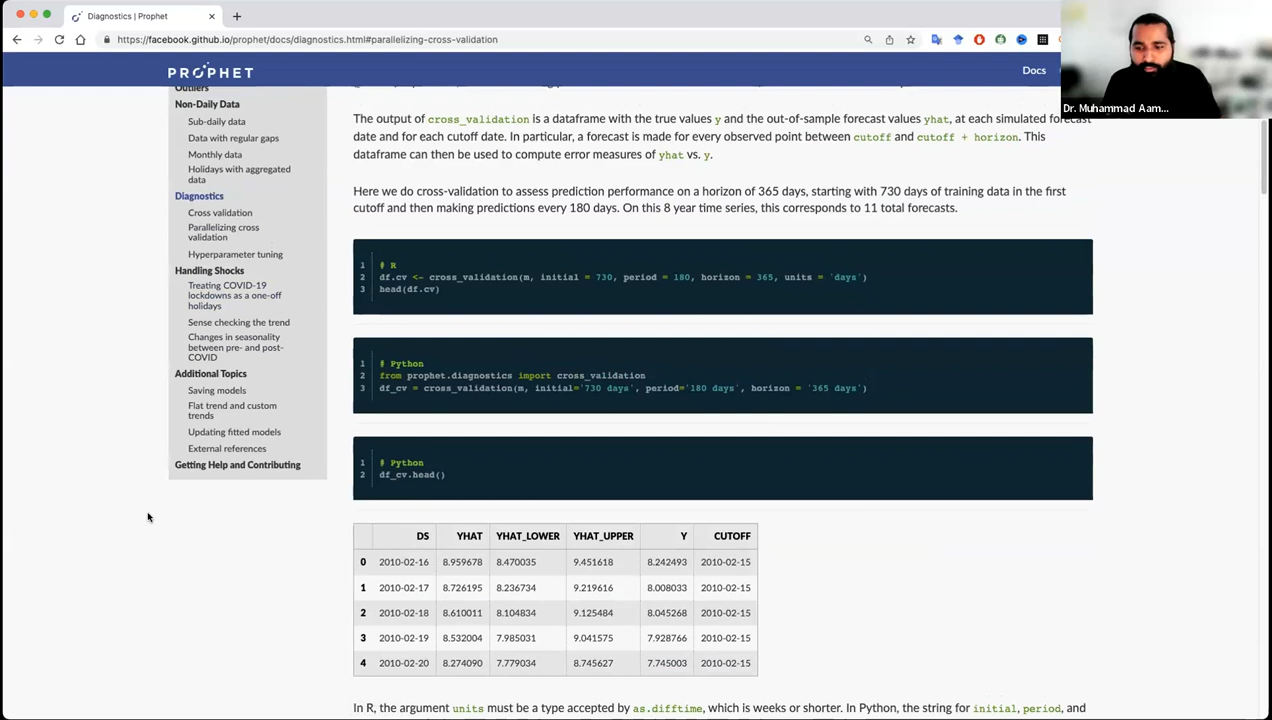 Diagnostics | Prophet
https://facebook.github.io/prophet/docs/diagnostics.html#parallelizing-cross-validation
PROPHET
Docs
Dr. Muhammad Aam...
Outliers
Non-Daily Data
Sub-daily data
Data with regular gaps
Monthly data
Holidays with aggregated
data
Diagnostics
Cross validation
Parallelizing cross
validation
Hyperparameter tuning
Handling Shocks
Treating COVID-19
lockdowns as a one-off
holidays
Sense checking the trend
Changes in seasonality
between pre- and post-
COVID
Additional Topics
Saving models
Flat trend and custom
trends
Updating fitted models
External references
Getting Help and Contributing
The output of cross_validation is a dataframe with the true values y and the out-of-sample forecast values yhat, at each simulated forecast
date and for each cutoff date. In particular, a forecast is made for every observed point between cutoff and cutoff + horizon. This
dataframe can then be used to compute error measures of yhat vs. y.
Here we do cross-validation to assess prediction performance on a horizon of 365 days, starting with 730 days of training data in the first
cutoff and then making predictions every 180 days. On this 8 year time series, this corresponds to 11 total forecasts.
1 # R
2 df.cv <- cross_validation(m, initial = 730, period = 180, horizon = 365, units = 'days')
3 head(df.cv)
1 # Python
2 from prophet.diagnostics import cross_validation
3 df_cv = cross_validation(m, initial='730 days', period='180 days', horizon = '365 days')
1 # Python
2 df_cv.head()
DS YHAT YHAT_LOWER YHAT_UPPER Y CUTOFF
0 2010-02-16 8.959678 8.470035 9.451618 8.242493 2010-02-15
1 2010-02-17 8.726195 8.236734 9.219616 8.008033 2010-02-15
2 2010-02-18 8.610011 8.104834 9.125484 8.045268 2010-02-15
3 2010-02-19 8.532004 7.985031 9.041575 7.928766 2010-02-15
4 2010-02-20 8.274090 7.779034 8.745627 7.745003 2010-02-15
In R, the argument units must be a type accepted by as.difftime, which is weeks or shorter. In Python, the string for initial, period, and